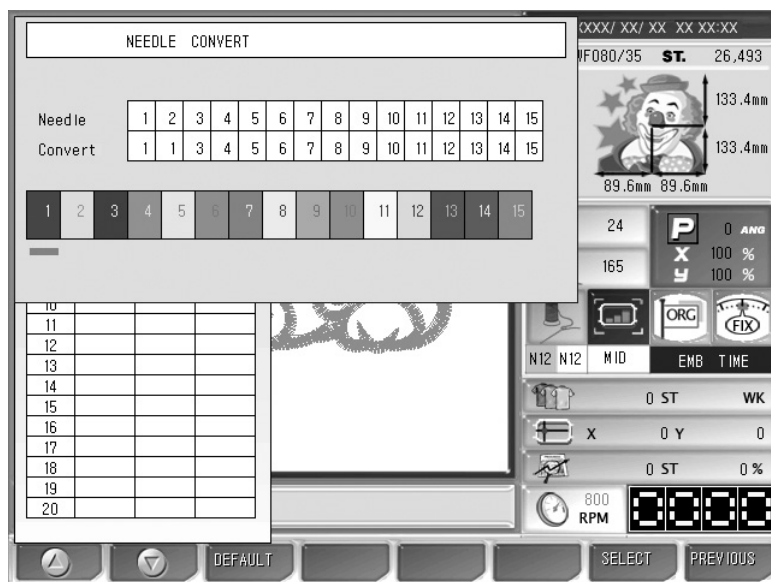 XXX/ XX/ XX XX XX:XX
NEEDLE CONVERT
F080/35 ST. 26,493
133.4mm
133.4mm
89.6mm 89.6mm
Needle 1 2 3 4 5 6 7 8 9 10 11 12 13 14 15
Convert 1 1 3 4 5 6 7 8 9 10 11 12 13 14 15
1 2 3 4 5 6 7 8 9 10 11 12 13 14 15
24
165
P 0 ANG
X 100 %
y 100 %
ORG
FIX
N12 N12 MID EMB TIME
10
11
12
13
14
15
16
17
18
19
20
0 ST WK
X 0 Y 0
0 ST 0 %
800
RPM
0000
DEFAULT SELECT PREVIOUS